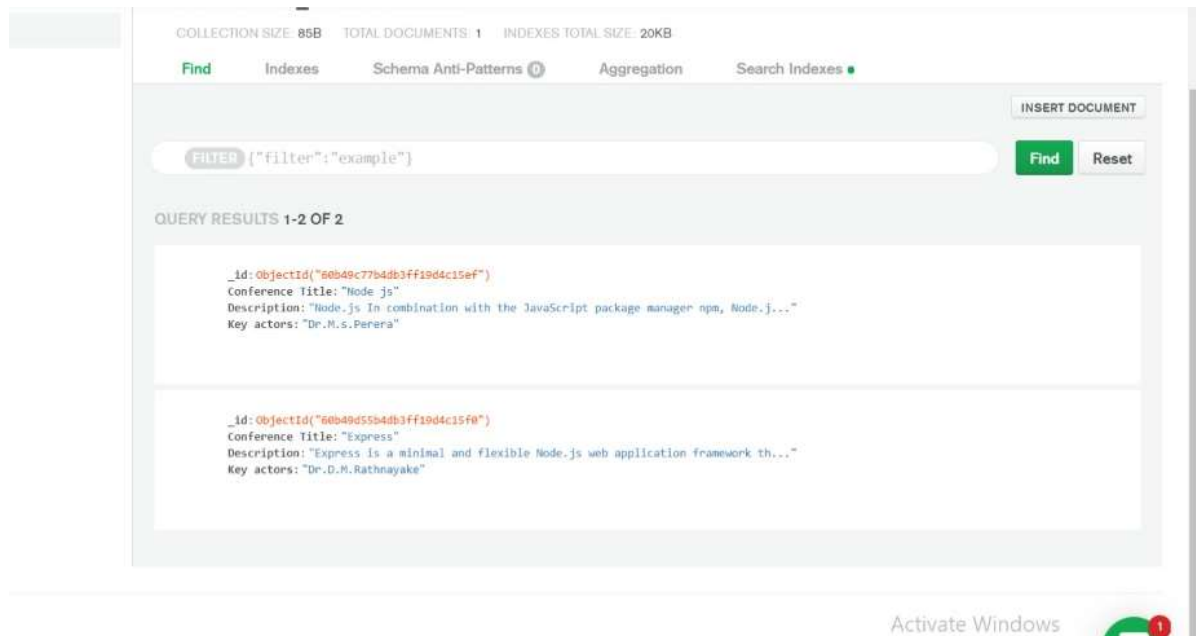 COLLECTION SIZE: 85B TOTAL DOCUMENTS: 1 INDEXES TOTAL SIZE: 20KB
Find Indexes Schema Anti-Patterns 0 Aggregation Search Indexes
INSERT DOCUMENT
FILTER {"filter":"example"}
Find Reset
QUERY RESULTS 1-2 OF 2
_id: ObjectId("60b49c77b4db3ff19d4c15ef")
Conference Title: "Node js"
Description: "Node.js In combination with the JavaScript package manager npm, Node.j..."
Key actors: "Dr.M.s.Perera"
_id: ObjectId("60b49d55b4db3ff19d4c15f0")
Conference Title: "Express"
Description: "Express is a minimal and flexible Node.js web application framework th..."
Key actors: "Dr.D.M.Rathnayake"
Activate Windows
1